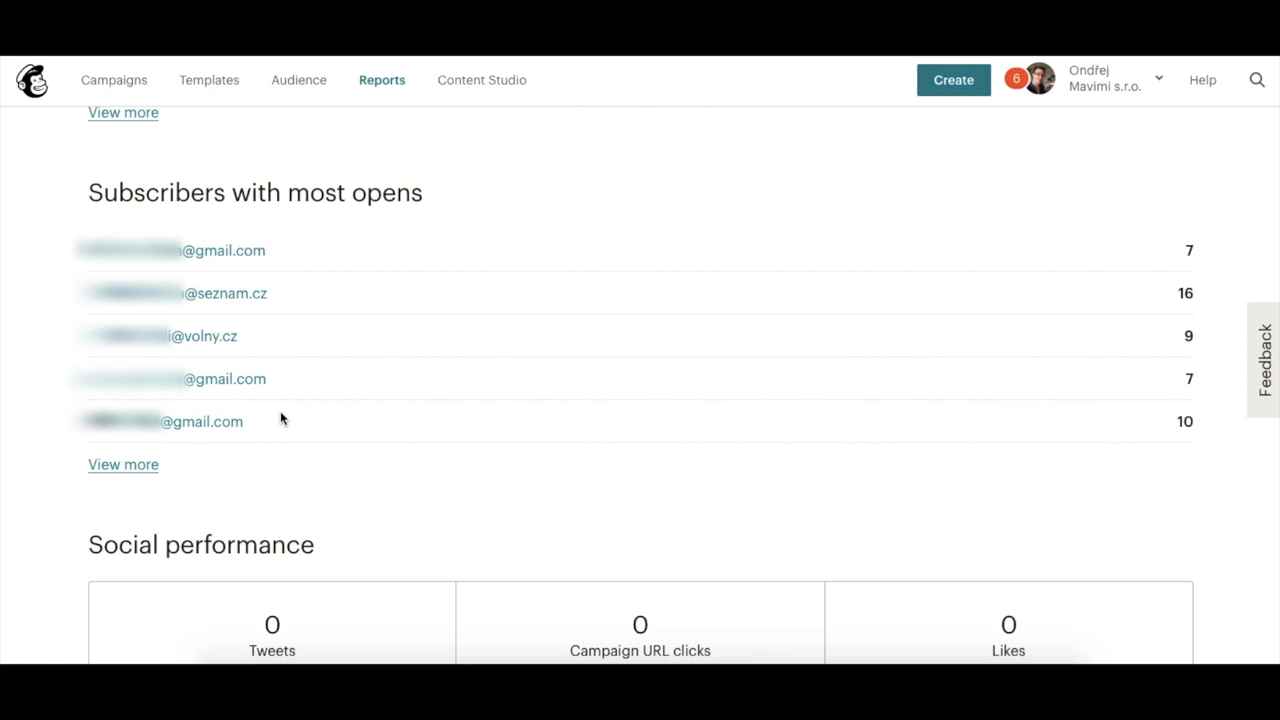 Campaigns Templates Audience Reports Content Studio Create 6 Ondřej Mavimi s.r.o. Help
View more
Subscribers with most opens
@gmail.com 7
@seznam.cz 16
@volny.cz 9
@gmail.com 7
@gmail.com 10
View more
Feedback
Social performance
0 0 0
Tweets Campaign URL clicks Likes